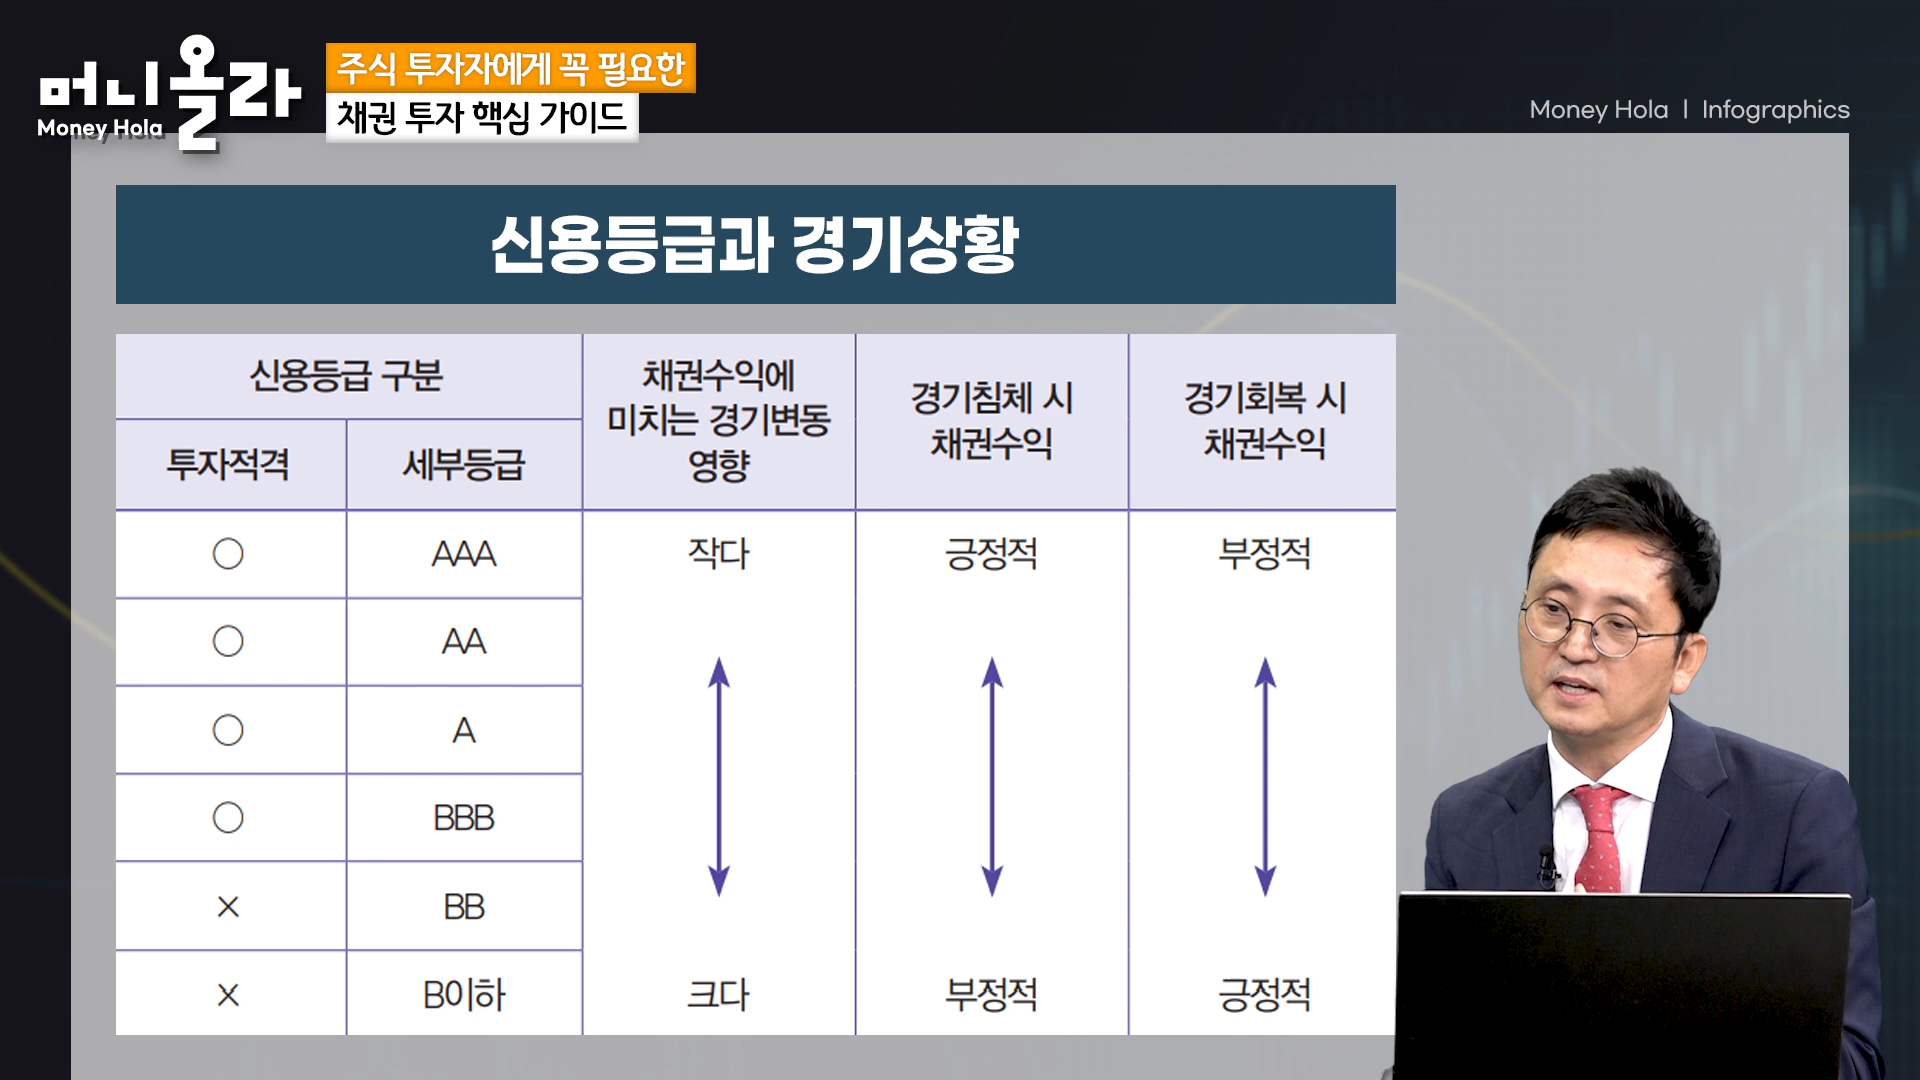 머니올라
Money Hola
주식 투자자에게 꼭 필요한
채권 투자 핵심 가이드
Money Hola | Infographics
신용등급과 경기상황
신용등급 구분
투자적격
세부등급
채권수익에
미치는 경기변동
영향
경기침체 시
채권수익
경기회복 시
채권수익
○ AAA 작다 긍정적 부정적
○ AA
○ A
○ BBB
× BB
× B이하 크다 부정적 긍정적